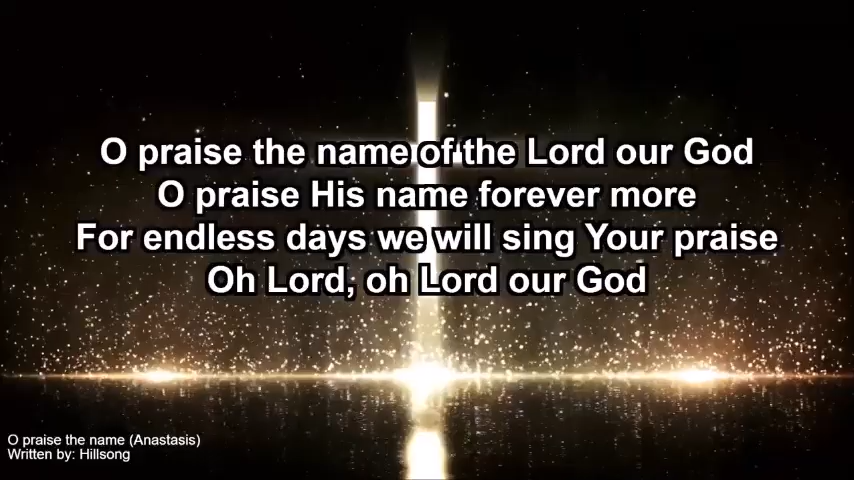 O praise the name of the Lord our God
O praise His name forever more
For endless days we will sing Your praise
Oh Lord, oh Lord our God
O praise the name (Anastasis)
Written by: Hillsong